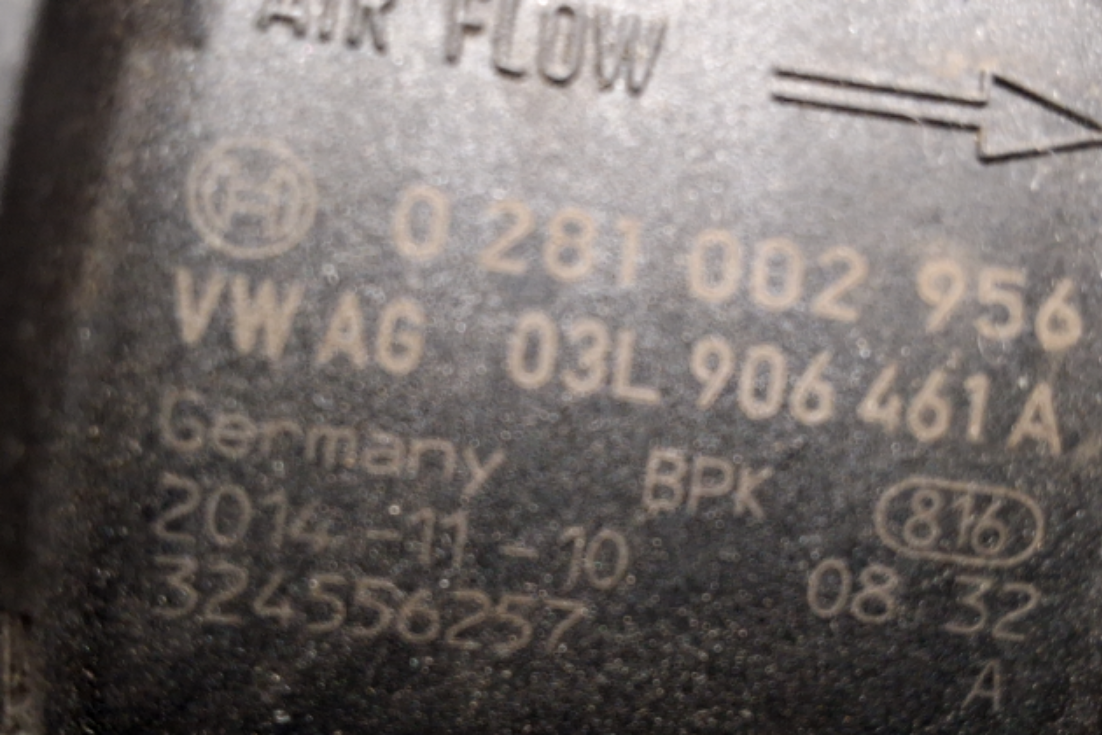 AIR FLOW
0 281 002 956
VW AG 03L 906 461 A
Germany BPK
2014-11-10 816
324556257 08 32
A